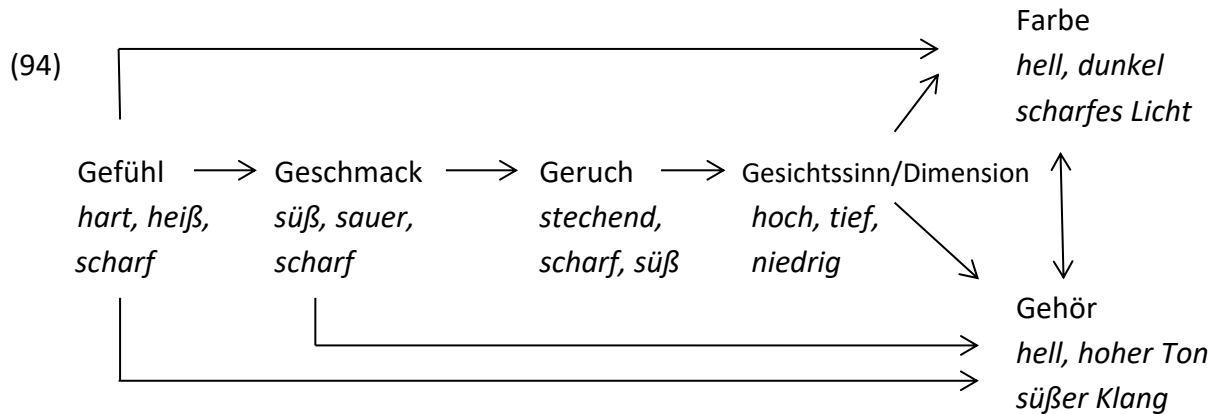 (94)
Farbe
hell, dunkel
scharfes Licht
Gefühl
hart, heiß,
scharf
Geschmack
süß, sauer,
scharf
Geruch
stechend,
scharf, süß
Gesichtssinn/Dimension
hoch, tief,
niedrig
Gehör
hell, hoher Ton
süßer Klang